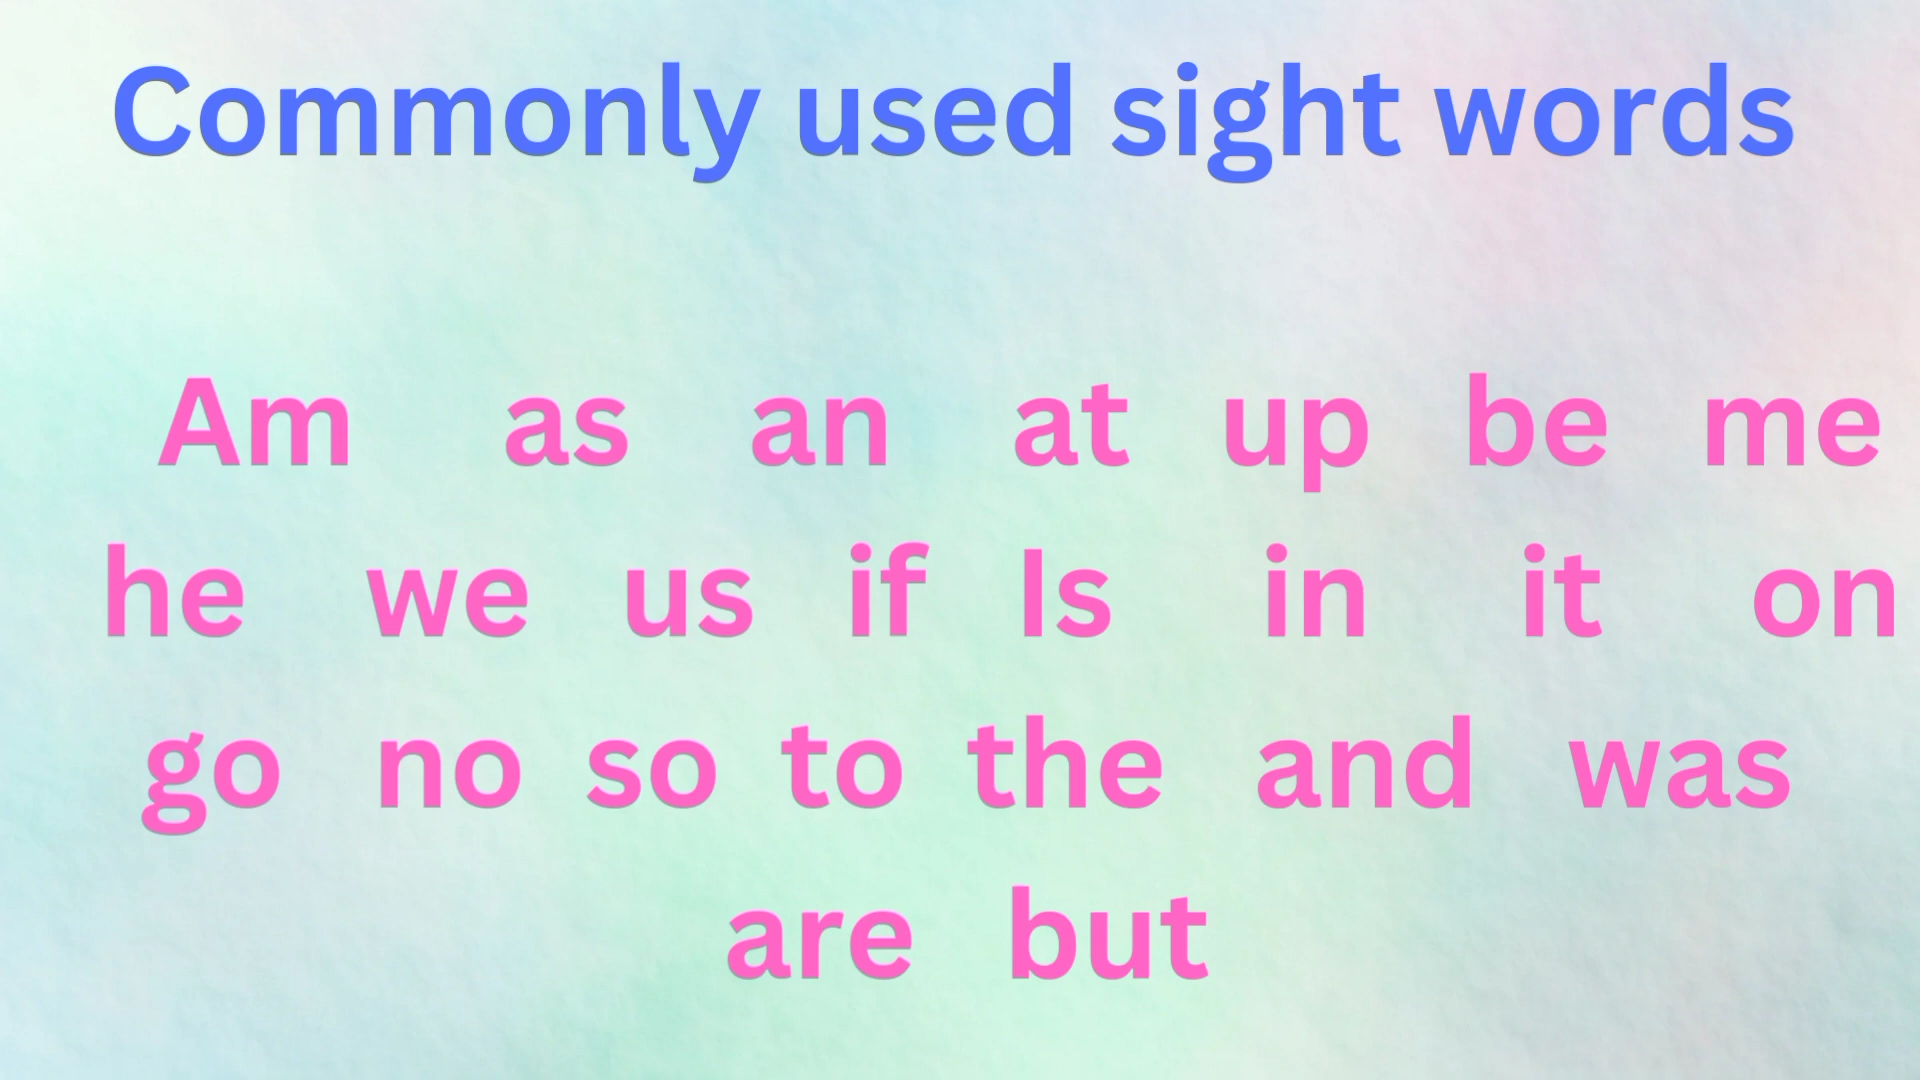 Commonly used sight words
Am as an at up be me
he we us if Is in it on
go no so to the and was
are but